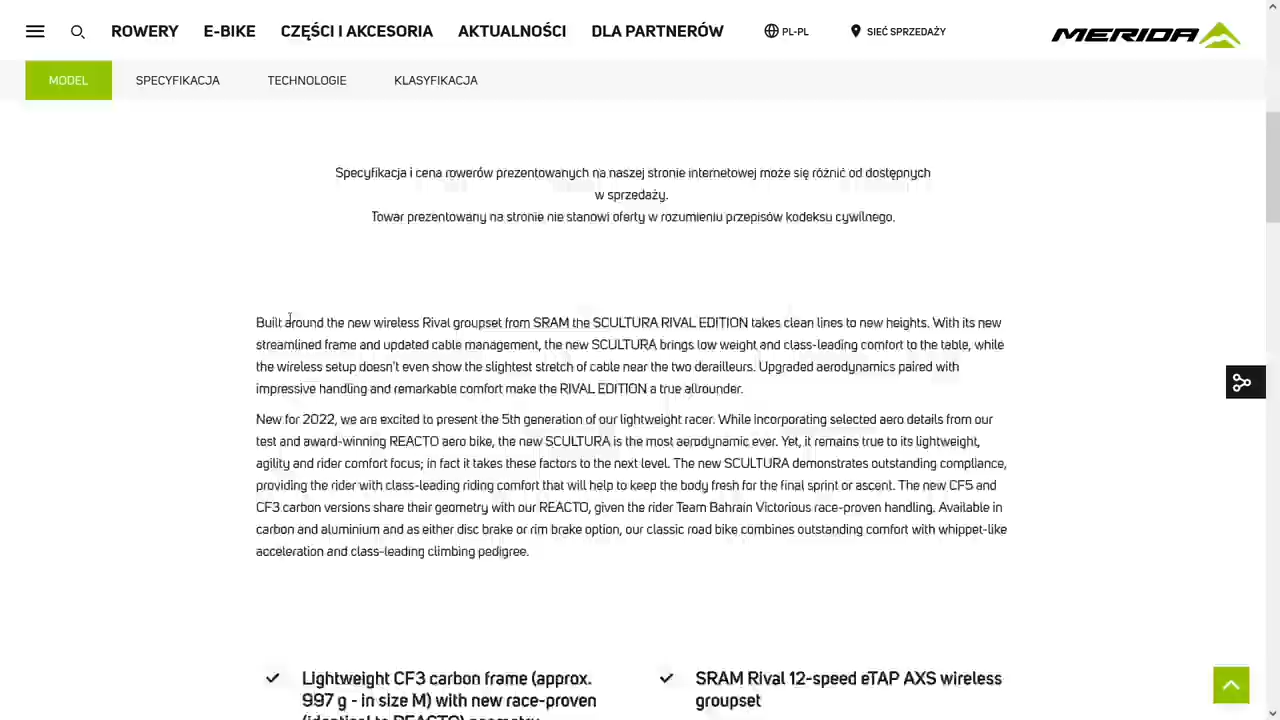 ROWERY E-BIKE CZĘŚCI I AKCESORIA AKTUALNOŚCI DLA PARTNERÓW PL-PL SIEĆ SPRZEDAŻY MERIDA
MODEL SPECYFIKACJA TECHNOLOGIE KLASYFIKACJA
Specyfikacja i cena rowerów prezentowanych na naszej stronie internetowej może się różnić od dostępnych
w sprzedaży.
Towar prezentowany na stronie nie stanowi oferty w rozumieniu przepisów kodeksu cywilnego.
Built around the new wireless Rival groupset from SRAM the SCULTURA RIVAL EDITION takes clean lines to new heights. With its new
streamlined frame and updated cable management, the new SCULTURA brings low weight and class-leading comfort to the table, while
the wireless setup doesn't even show the slightest stretch of cable near the two derailleurs. Upgraded aerodynamics paired with
impressive handling and remarkable comfort make the RIVAL EDITION a true allrounder.
New for 2022, we are excited to present the 5th generation of our lightweight racer. While incorporating selected aero details from our
test and award-winning REACTO aero bike, the new SCULTURA is the most aerodynamic ever. Yet, it remains true to its lightweight,
agility and rider comfort focus; in fact it takes these factors to the next level. The new SCULTURA demonstrates outstanding compliance,
providing the rider with class-leading riding comfort that will help to keep the body fresh for the final sprint or ascent. The new CF5 and
CF3 carbon versions share their geometry with our REACTO, given the rider Team Bahrain Victorious race-proven handling. Available in
carbon and aluminium and as either disc brake or rim brake option, our classic road bike combines outstanding comfort with whippet-like
acceleration and class-leading climbing pedigree.
Lightweight CF3 carbon frame (approx.
997 g - in size M) with new race-proven
(identical to REACTO) geometry
SRAM Rival 12-speed eTAP AXS wireless
groupset